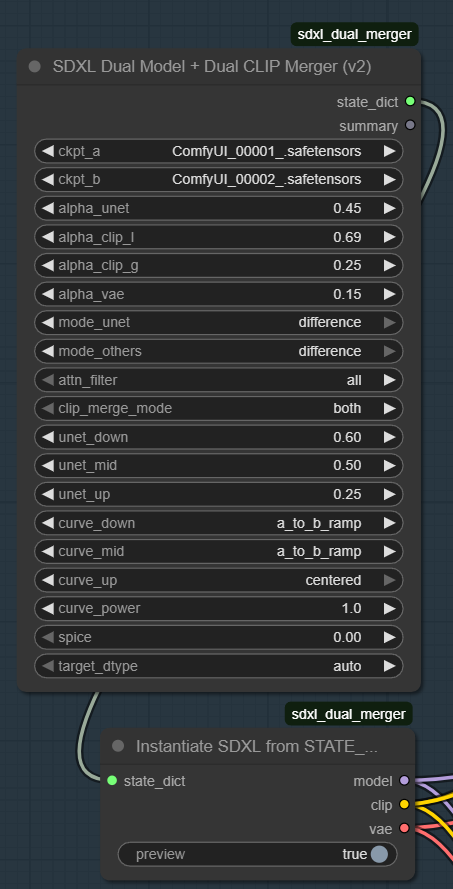 sdxl_dual_merger
SDXL Dual Model + Dual CLIP Merger (v2)
state_dict
summary
ckpt_a ComfyUI_00001_.safetensors
ckpt_b ComfyUI_00002_.safetensors
alpha_unet 0.45
alpha_clip_l 0.69
alpha_clip_g 0.25
alpha_vae 0.15
mode_unet difference
mode_others difference
attn_filter all
clip_merge_mode both
unet_down 0.60
unet_mid 0.50
unet_up 0.25
curve_down a_to_b_ramp
curve_mid a_to_b_ramp
curve_up centered
curve_power 1.0
spice 0.00
target_dtype auto
sdxl_dual_merger
Instantiate SDXL from STATE_...
state_dict model
clip
vae
preview true